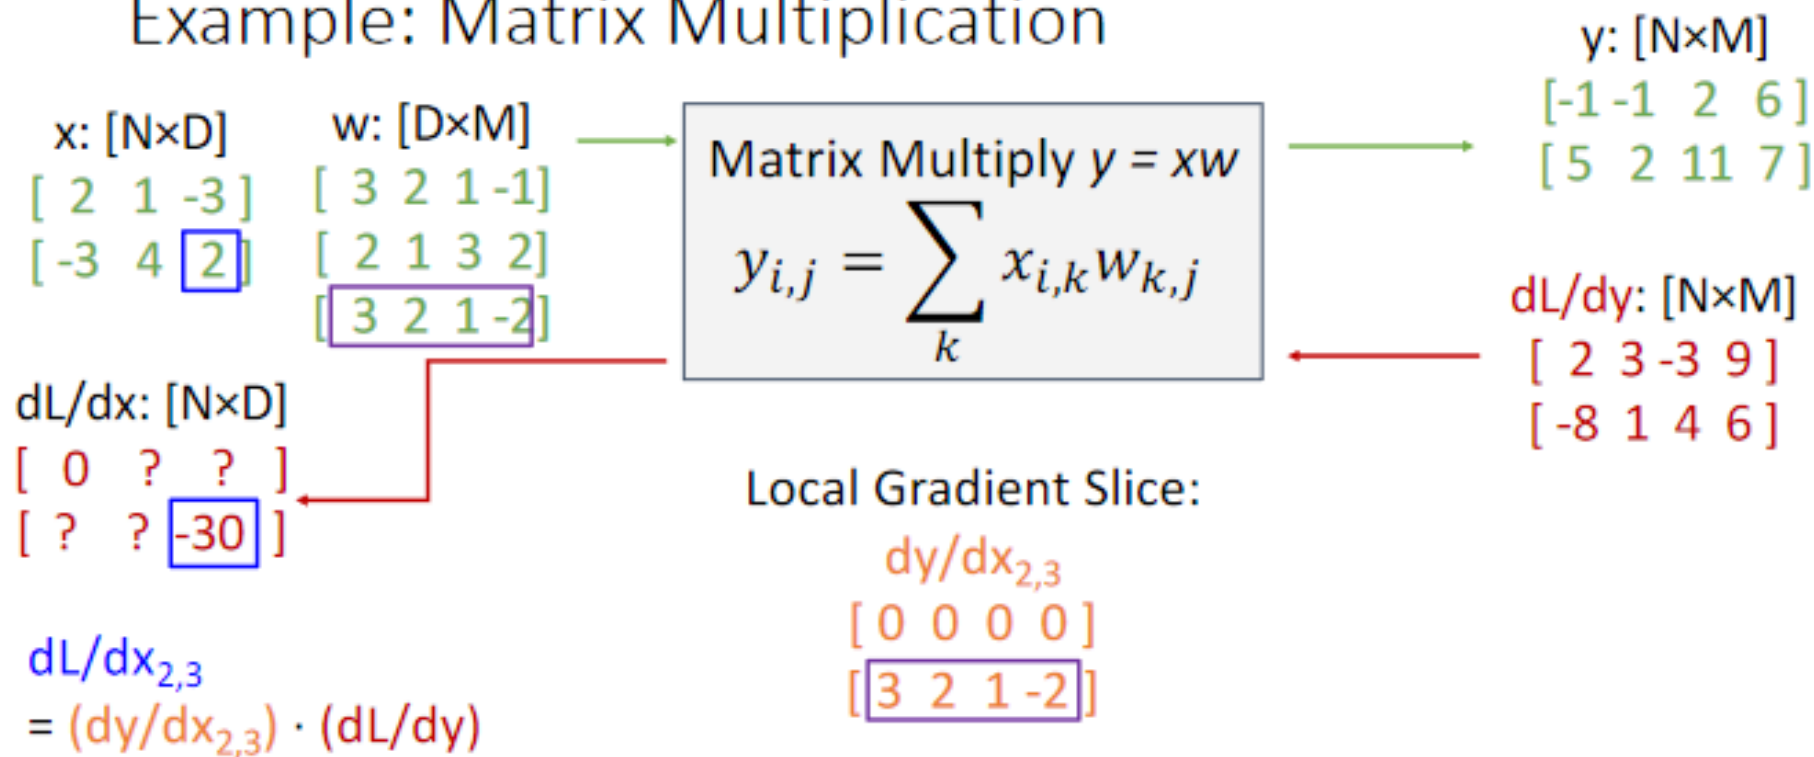 Example: Matrix Multiplication
x: [N×D]
[ 2 1 -3 ]
[ -3 4 2 ]
w: [D×M]
[ 3 2 1 -1]
[ 2 1 3 2]
[ 3 2 1 -2]
Matrix Multiply y = xw
y_{i,j} = ∑_k x_{i,k} w_{k,j}
y: [N×M]
[-1 -1 2 6 ]
[ 5 2 11 7 ]
dL/dy: [N×M]
[ 2 3 -3 9 ]
[ -8 1 4 6 ]
dL/dx: [N×D]
[ 0 ? ? ]
[ ? ? -30 ]
Local Gradient Slice:
dy/dx_{2,3}
[ 0 0 0 0 ]
[ 3 2 1 -2 ]
dL/dx_{2,3}
= (dy/dx_{2,3}) · (dL/dy)